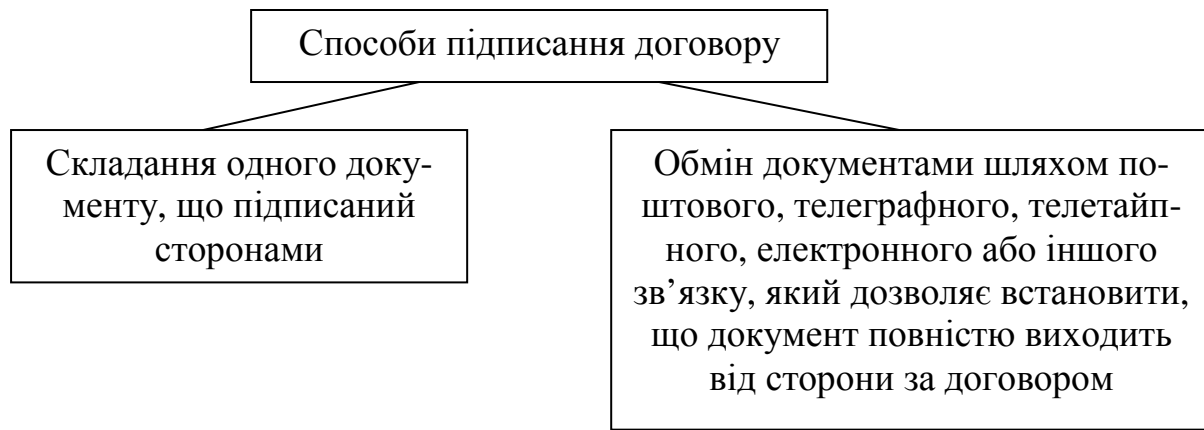 Способи підписання договору
Складання одного доку-
менту, що підписаний
сторонами
Обмін документами шляхом по-
штового, телеграфного, телетайп-
ного, електронного або іншого
зв’язку, який дозволяє встановити,
що документ повністю виходить
від сторони за договором